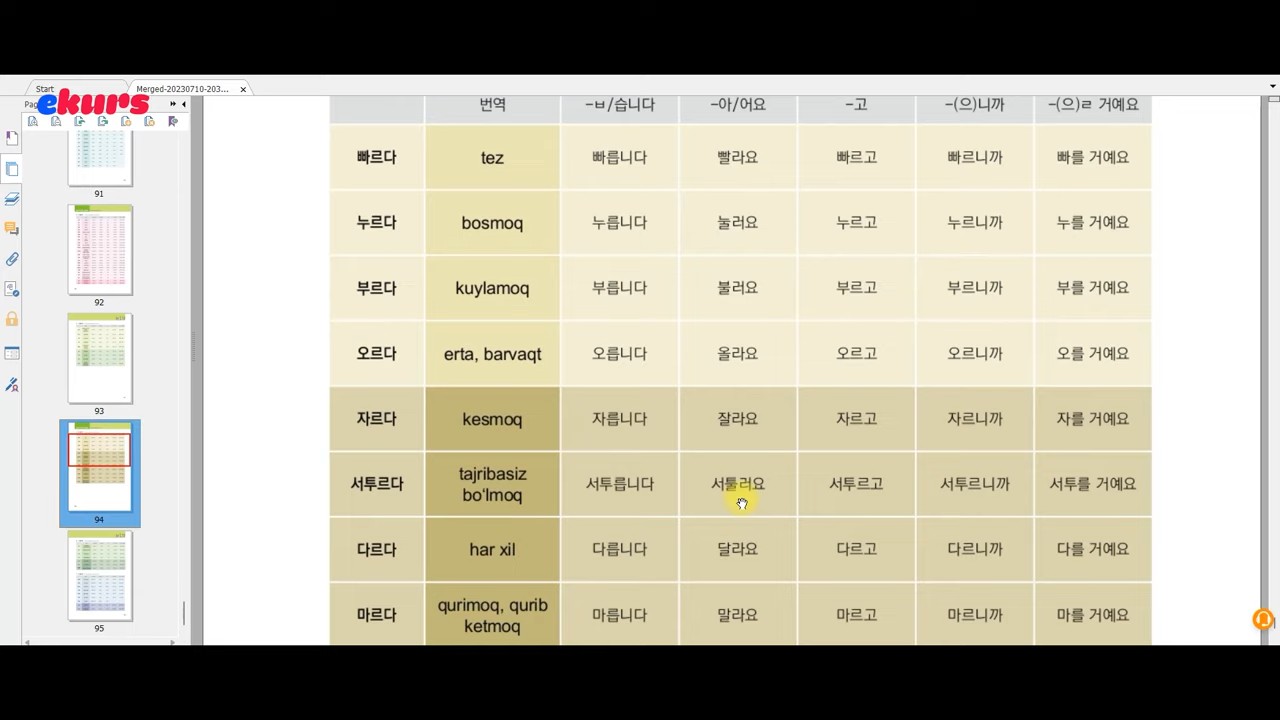 Start
Merged-20230710-203...
ekurs
91
92
93
94
95
번역 -ㅂ/습니다 -아/어요 -고 -(으)니까 -(으)ㄹ 거예요
빠르다 tez 빠릅니다 빨라요 빠르고 빠르니까 빠를 거예요
누르다 bosmoq 누릅니다 눌러요 누르고 누르니까 누를 거예요
부르다 kuylamoq 부릅니다 불러요 부르고 부르니까 부를 거예요
오르다 erta, barvaqt 오릅니다 올라요 오르고 오르니까 오를 거예요
자르다 kesmoq 자릅니다 잘라요 자르고 자르니까 자를 거예요
서투르다 tajribasiz
bo'lmoq 서투릅니다 서툴러요 서투르고 서투르니까 서투를 거예요
다르다 har xil 다릅니다 달라요 다르고 다르니까 다를 거예요
마르다 qurimoq, qurib
ketmoq 마릅니다 말라요 마르고 마르니까 마를 거예요